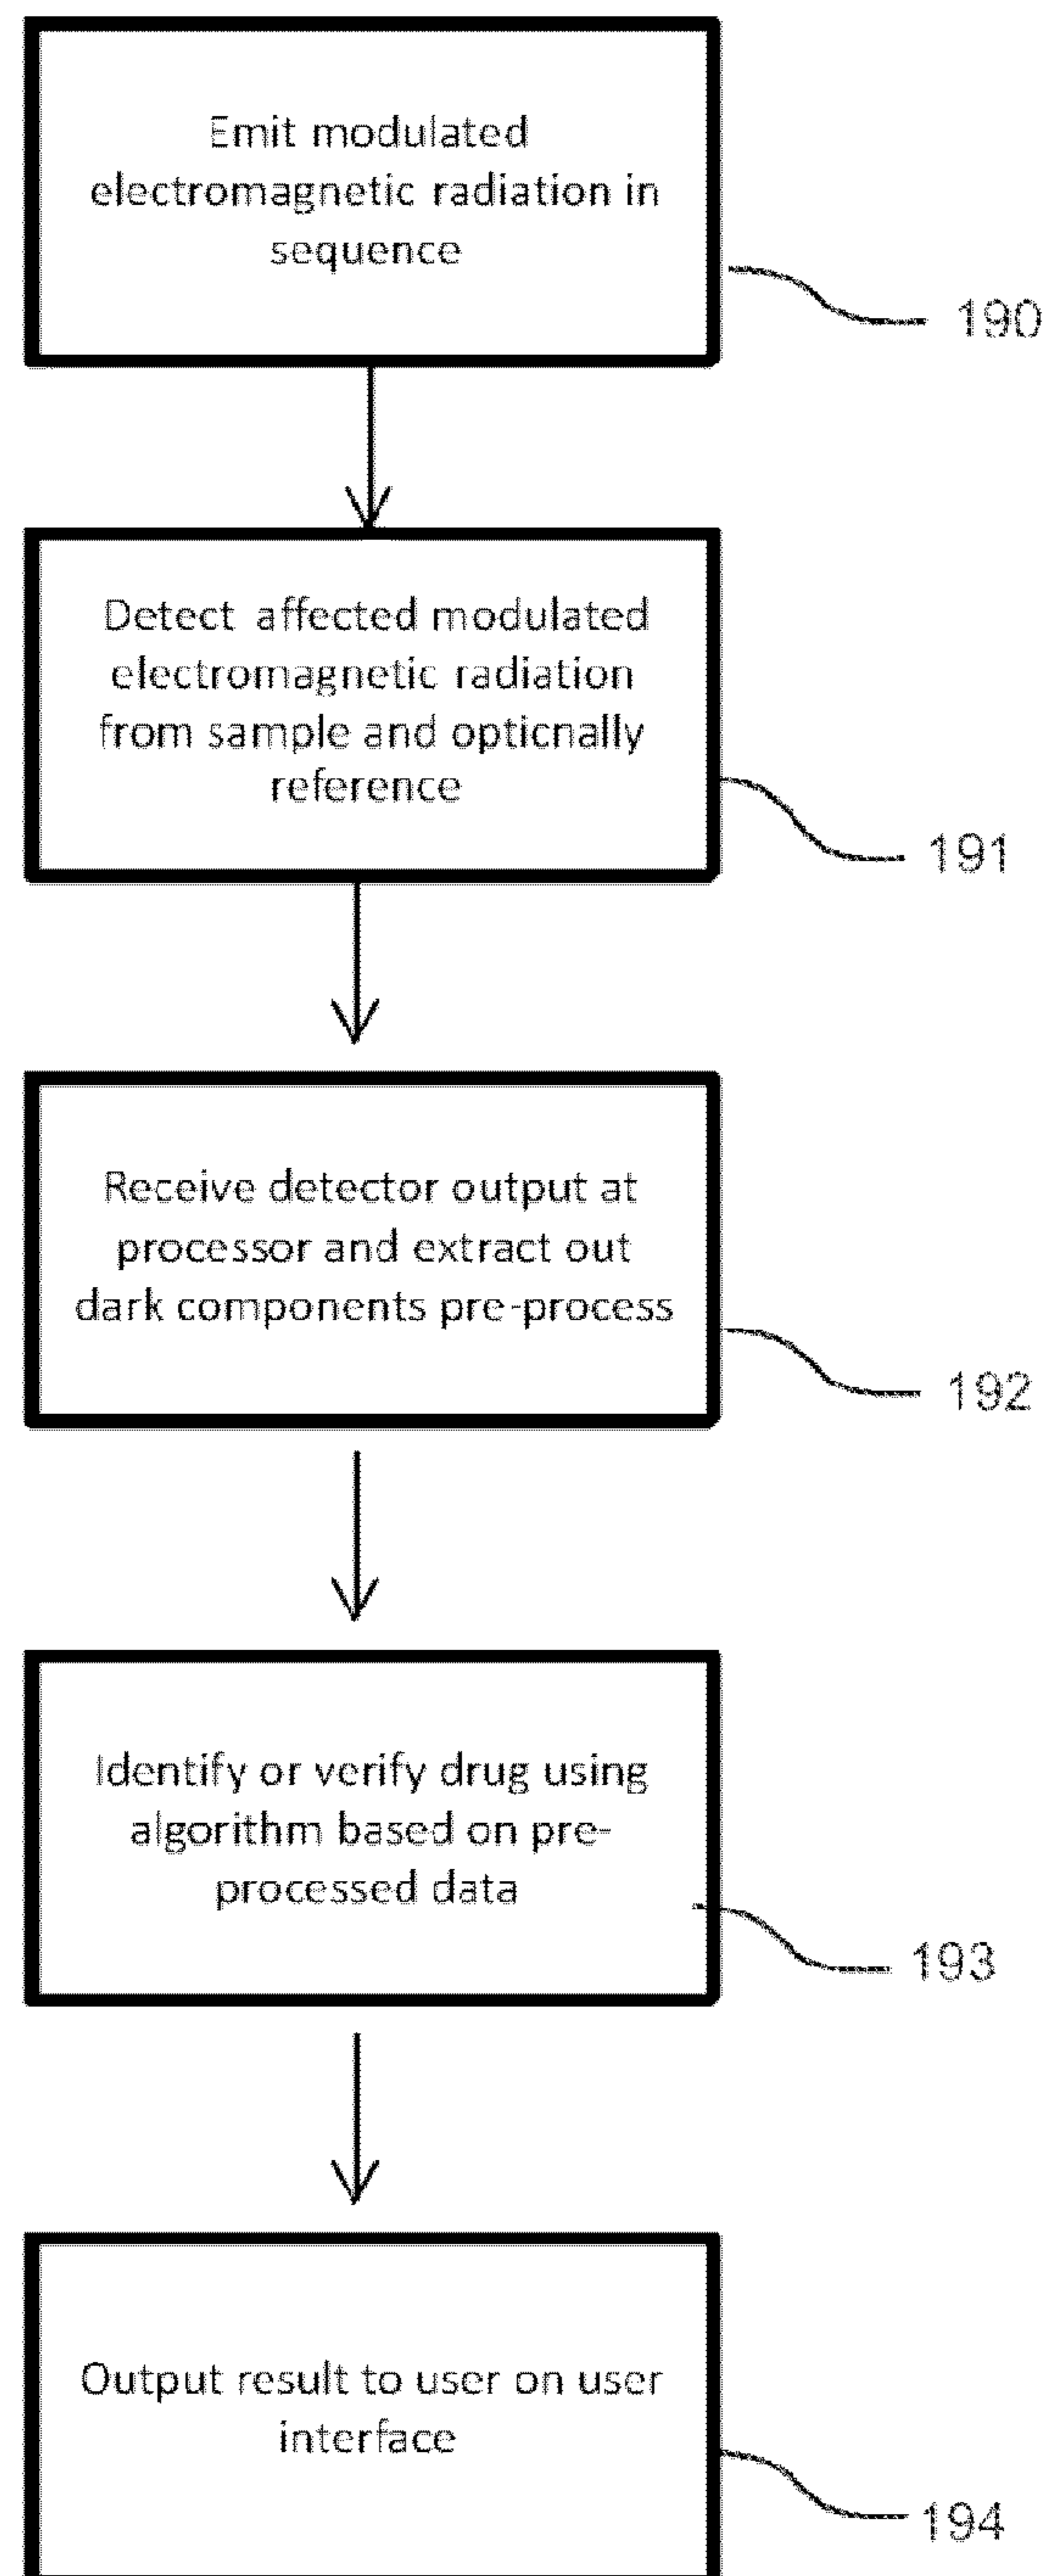 Emit modulated
electromagnetic radiation in
sequence
190
Detect affected modulated
electromagnetic radiation
from sample and opticnally
reference
191
Receive detector output at
processor and extract out
dark components pre-process
192
Identify or verify drug using
algorithm based on pre-
processed data
193
Output result to user on user
interface
194